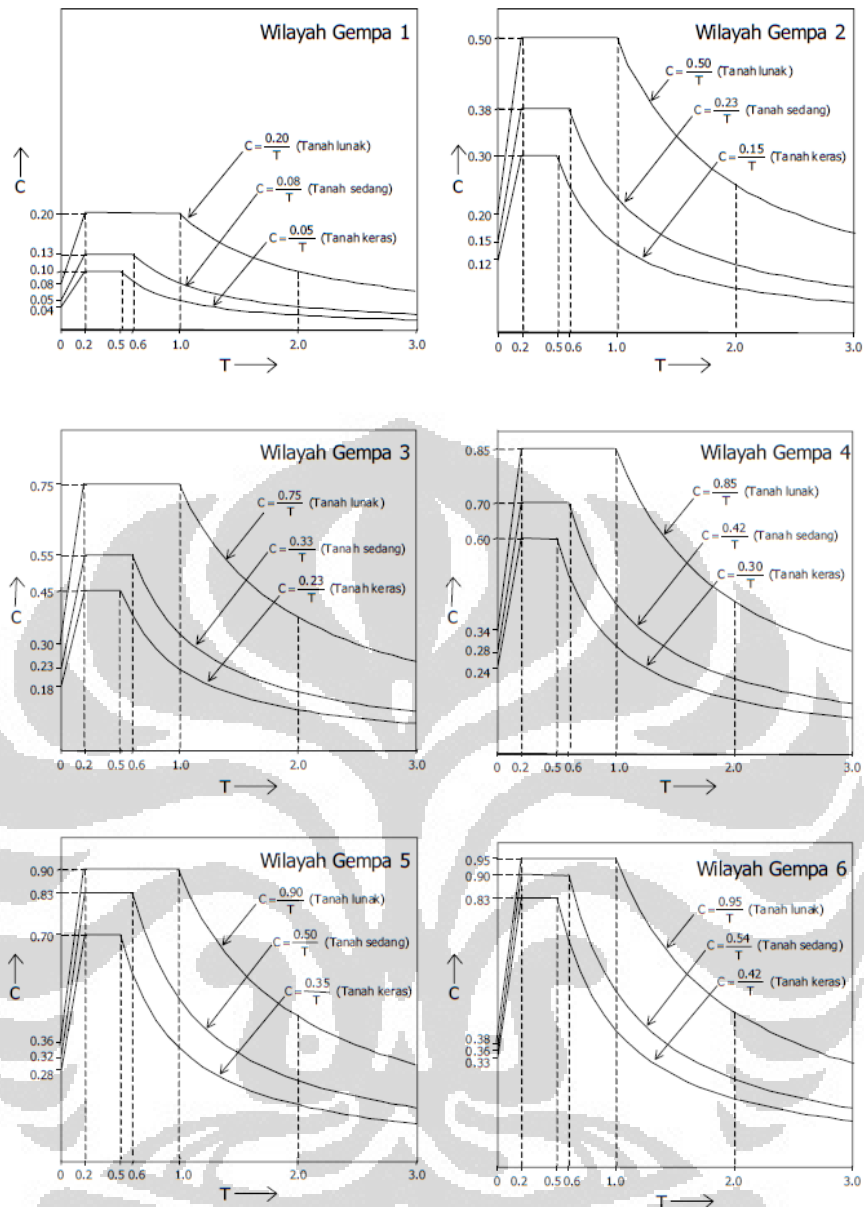 Wilayah Gempa 1
C = 0.20/T (Tanah lunak)
C = 0.08/T (Tanah sedang)
C = 0.05/T (Tanah keras)
C
0.20
0.13
0.10
0.08
0.05
0.04
0 0.2 0.5 0.6 1.0 2.0 3.0
T
Wilayah Gempa 2
0.50
C = 0.50/T (Tanah lunak)
0.38
C = 0.23/T (Tanah sedang)
C = 0.15/T (Tanah keras)
0.30
C
0.20
0.15
0.12
0 0.2 0.5 0.6 1.0 2.0 3.0
T
Wilayah Gempa 3
0.75
C = 0.75/T (Tanah lunak)
0.55
C = 0.33/T (Tanah sedang)
C = 0.23/T (Tanah keras)
0.45
C
0.30
0.23
0.18
0 0.2 0.5 0.6 1.0 2.0 3.0
T
Wilayah Gempa 4
0.85
C = 0.85/T (Tanah lunak)
0.70
C = 0.42/T (Tanah sedang)
0.60
C = 0.30/T (Tanah keras)
C
0.34
0.28
0.24
0 0.2 0.5 0.6 1.0 2.0 3.0
T
Wilayah Gempa 5
0.90
0.83
C = 0.90/T (Tanah lunak)
0.70
C = 0.50/T (Tanah sedang)
C = 0.35/T (Tanah keras)
C
0.36
0.32
0.28
0 0.2 0.5 0.6 1.0 2.0 3.0
T
Wilayah Gempa 6
0.95
0.90
0.83
C = 0.95/T (Tanah lunak)
C = 0.54/T (Tanah sedang)
C = 0.42/T (Tanah keras)
C
0.38
0.36
0.33
0 0.2 0.5 0.6 1.0 2.0 3.0
T